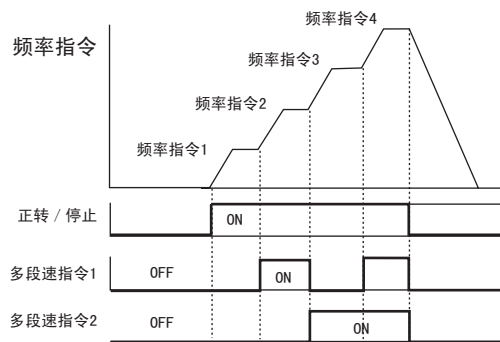 频率指令4
频率指令
频率指令3
频率指令2
频率指令1
正转 / 停止
ON
多段速指令1
OFF
ON
ON
多段速指令2
OFF
ON